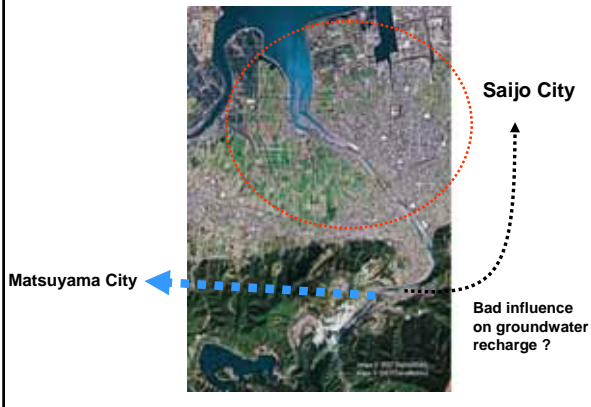 Saijo City
Matsuyama City
Bad influence
on groundwater
recharge ?